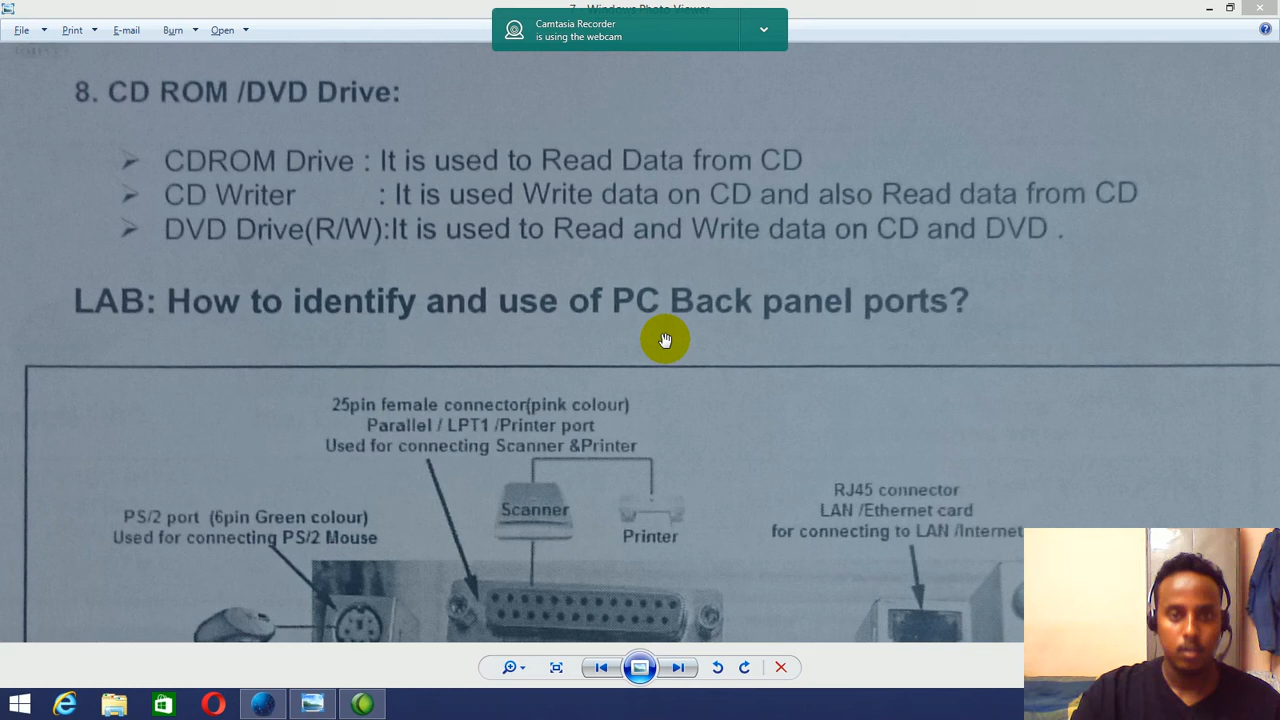 7 - Windows Photo Viewer
Camtasia Recorder
is using the webcam
File Print E-mail Burn Open
8. CD ROM /DVD Drive:
➢ CDROM Drive : It is used to Read Data from CD
➢ CD Writer : It is used Write data on CD and also Read data from CD
➢ DVD Drive(R/W):It is used to Read and Write data on CD and DVD .
LAB: How to identify and use of PC Back panel ports?
25pin female connector(pink colour)
Parallel / LPT1 /Printer port
Used for connecting Scanner &Printer
Scanner
Printer
PS/2 port (6pin Green colour)
Used for connecting PS/2 Mouse
RJ45 connector
LAN /Ethernet card
for connecting to LAN /Internet